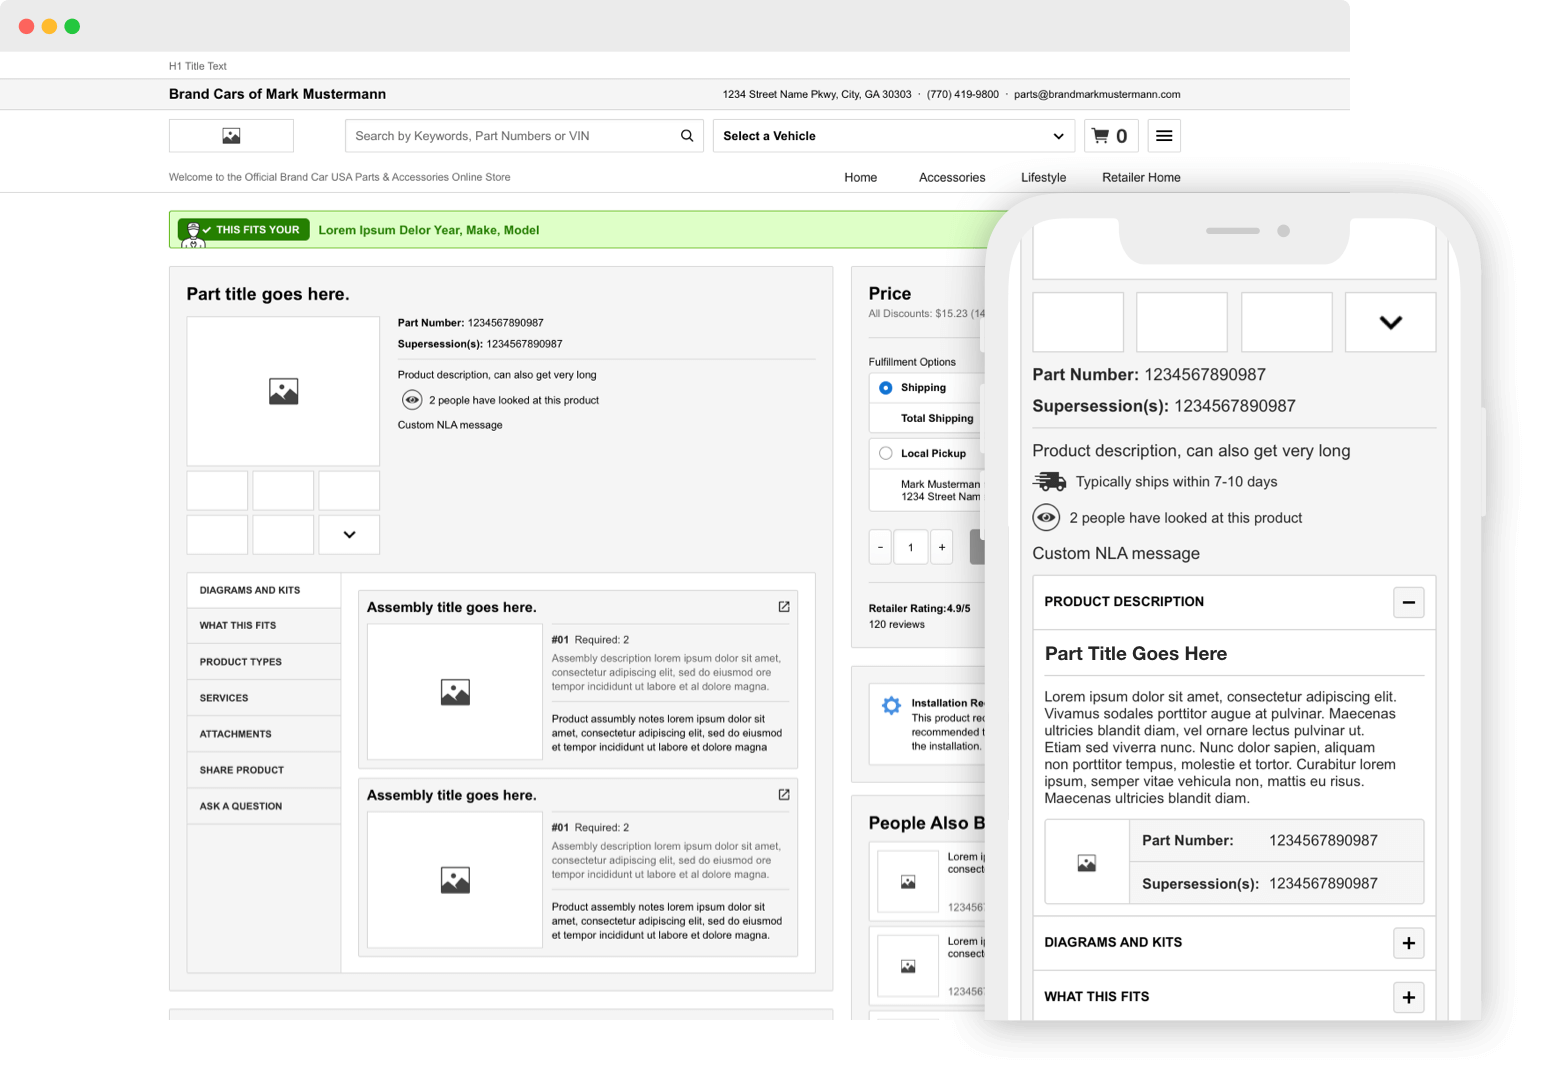 H1 Title Text
Brand Cars of Mark Mustermann
1234 Street Name Pkwy, City, GA 30303 · (770) 419-9800 · parts@brandmarkmustermann.com
Search by Keywords, Part Numbers or VIN
Select a Vehicle
0
Welcome to the Official Brand Car USA Parts & Accessories Online Store
Home Accessories Lifestyle Retailer Home
THIS FITS YOUR Lorem Ipsum Delor Year, Make, Model
Part title goes here.
Part Number: 1234567890987
Supersession(s): 1234567890987
Product description, can also get very long
2 people have looked at this product
Custom NLA message
DIAGRAMS AND KITS
WHAT THIS FITS
PRODUCT TYPES
SERVICES
ATTACHMENTS
SHARE PRODUCT
ASK A QUESTION
Assembly title goes here.
#01 Required: 2
Assembly description lorem ipsum dolor sit amet,
consectetur adipiscing elit, sed do eiusmod ore
tempor incididunt ut labore et al dolore magna.
Product assumbly notes lorem ipsum dolor sit
amet, consectetur adipiscing elit, sed do eiusmod
et tempor incididunt ut labore et dolore magna
Assembly title goes here.
#01 Required: 2
Assembly description lorem ipsum dolor sit amet,
consectetur adipiscing elit, sed do eiusmod ore
tempor incididunt ut labore et al dolore magna.
Product assumbly notes lorem ipsum dolor sit
amet, consectetur adipiscing elit, sed do eiusmod
et tempor incididunt ut labore et dolore magna.
Price
All Discounts: $15.23 (14
Fulfillment Options
Shipping
Total Shipping
Local Pickup
Mark Musterman
1234 Street Nam
- 1 +
Retailer Rating:4.9/5
120 reviews
Installation Re
This product rec
recommended t
the installation.
People Also B
Lorem i
consect
123456
Lorem i
consect
123456
Part Number: 1234567890987
Supersession(s): 1234567890987
Product description, can also get very long
Typically ships within 7-10 days
2 people have looked at this product
Custom NLA message
PRODUCT DESCRIPTION
Part Title Goes Here
Lorem ipsum dolor sit amet, consectetur adipiscing elit.
Vivamus sodales porttitor augue at pulvinar. Maecenas
ultricies blandit diam, vel ornare lectus pulvinar ut.
Etiam sed viverra nunc. Nunc dolor sapien, aliquam
non porttitor tempus, molestie et tortor. Curabitur lorem
ipsum, semper vitae vehicula non, mattis eu risus.
Maecenas ultricies blandit diam.
Part Number: 1234567890987
Supersession(s): 1234567890987
DIAGRAMS AND KITS
WHAT THIS FITS